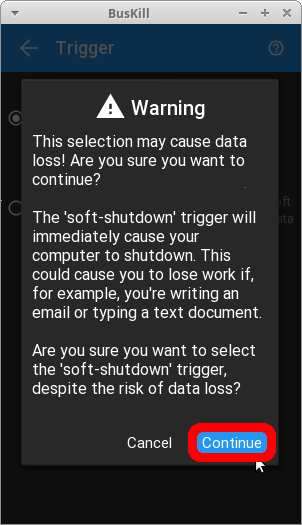 BusKill
Trigger
Warning
This selection may cause data
loss! Are you sure you want to
continue?
The 'soft-shutdown' trigger will
immediately cause your
computer to shutdown. This
could cause you to lose work if,
for example, you're writing an
email or typing a text document.
Are you sure you want to select
the 'soft-shutdown' trigger,
despite the risk of data loss?
Cancel
Continue